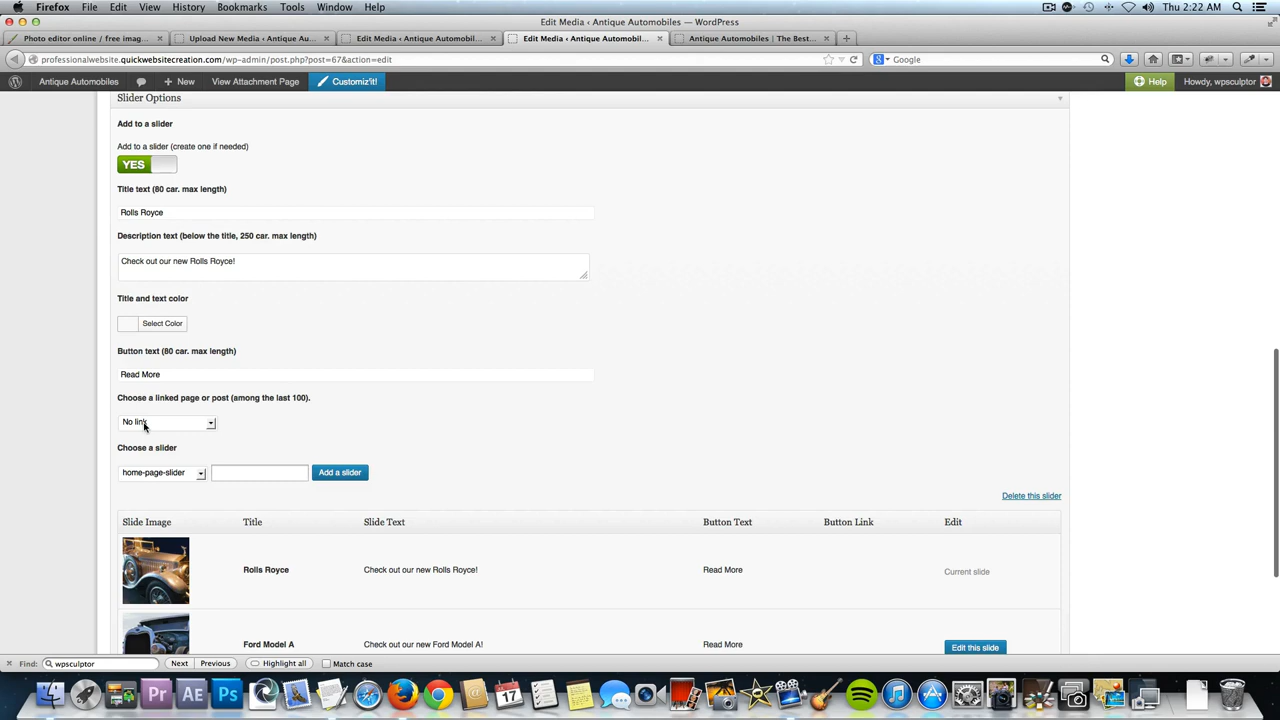 Firefox File Edit View History Bookmarks Tools Window Help Thu 2:22 AM
Edit Media ‹ Antique Automobiles — WordPress
Photo editor online / free imag... Upload New Media ‹ Antique Au... Edit Media ‹ Antique Automobil... Edit Media ‹ Antique Automobil... Antique Automobiles | The Best...
professionalwebsite.quickwebsitecreation.com/wp-admin/post.php?post=67&action=edit Google
Antique Automobiles New View Attachment Page Customiz'it! Help Howdy, wpsculptor
Slider Options
Add to a slider
Add to a slider (create one if needed)
YES
Title text (80 car. max length)
Rolls Royce
Description text (below the title, 250 car. max length)
Check out our new Rolls Royce!
Title and text color
Select Color
Button text (80 car. max length)
Read More
Choose a linked page or post (among the last 100).
No link
Choose a slider
home-page-slider Add a slider
Delete this slider
Slide Image Title Slide Text Button Text Button Link Edit
Rolls Royce Check out our new Rolls Royce! Read More Current slide
Ford Model A Check out our new Ford Model A! Read More Edit this slide
Find: wpsculptor Next Previous Highlight all Match case
Pr AE Ps 17